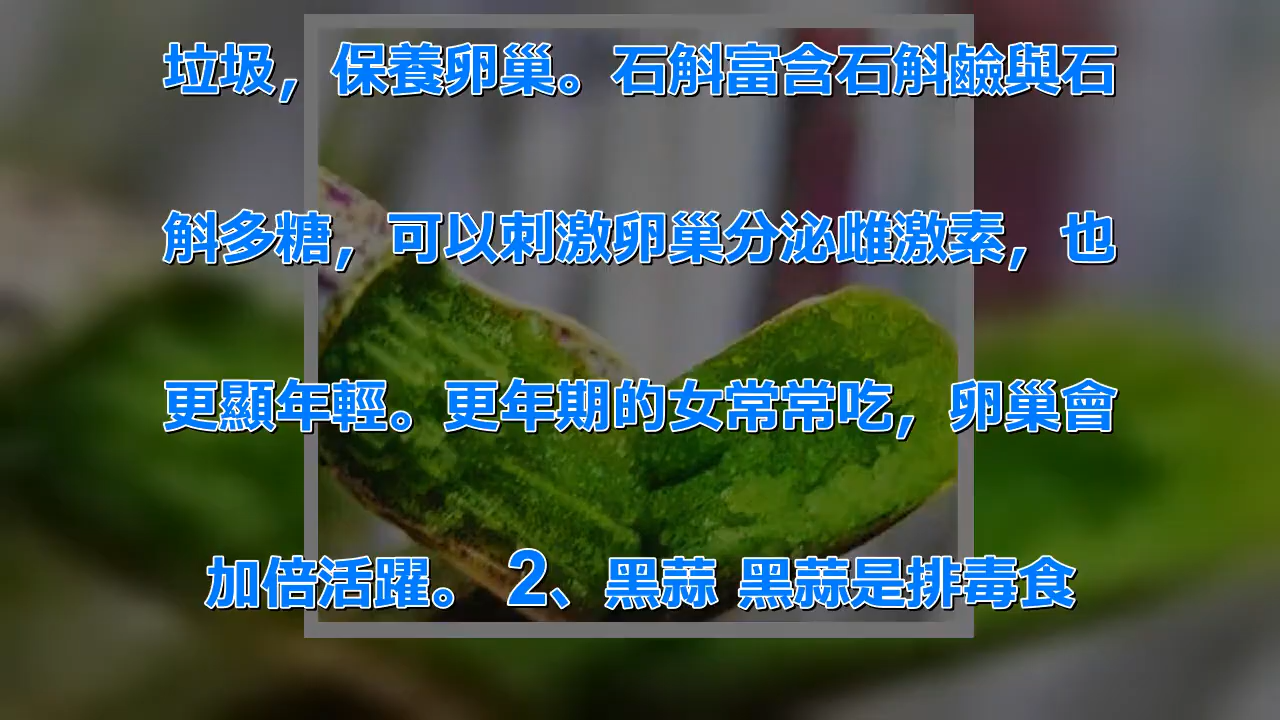 垃圾，保養卵巢。石斛富含石斛鹼與石
斛多糖，可以刺激卵巢分泌雌激素，也
更顯年輕。更年期的女常常吃，卵巢會
加倍活躍。 2、黑蒜 黑蒜是排毒食